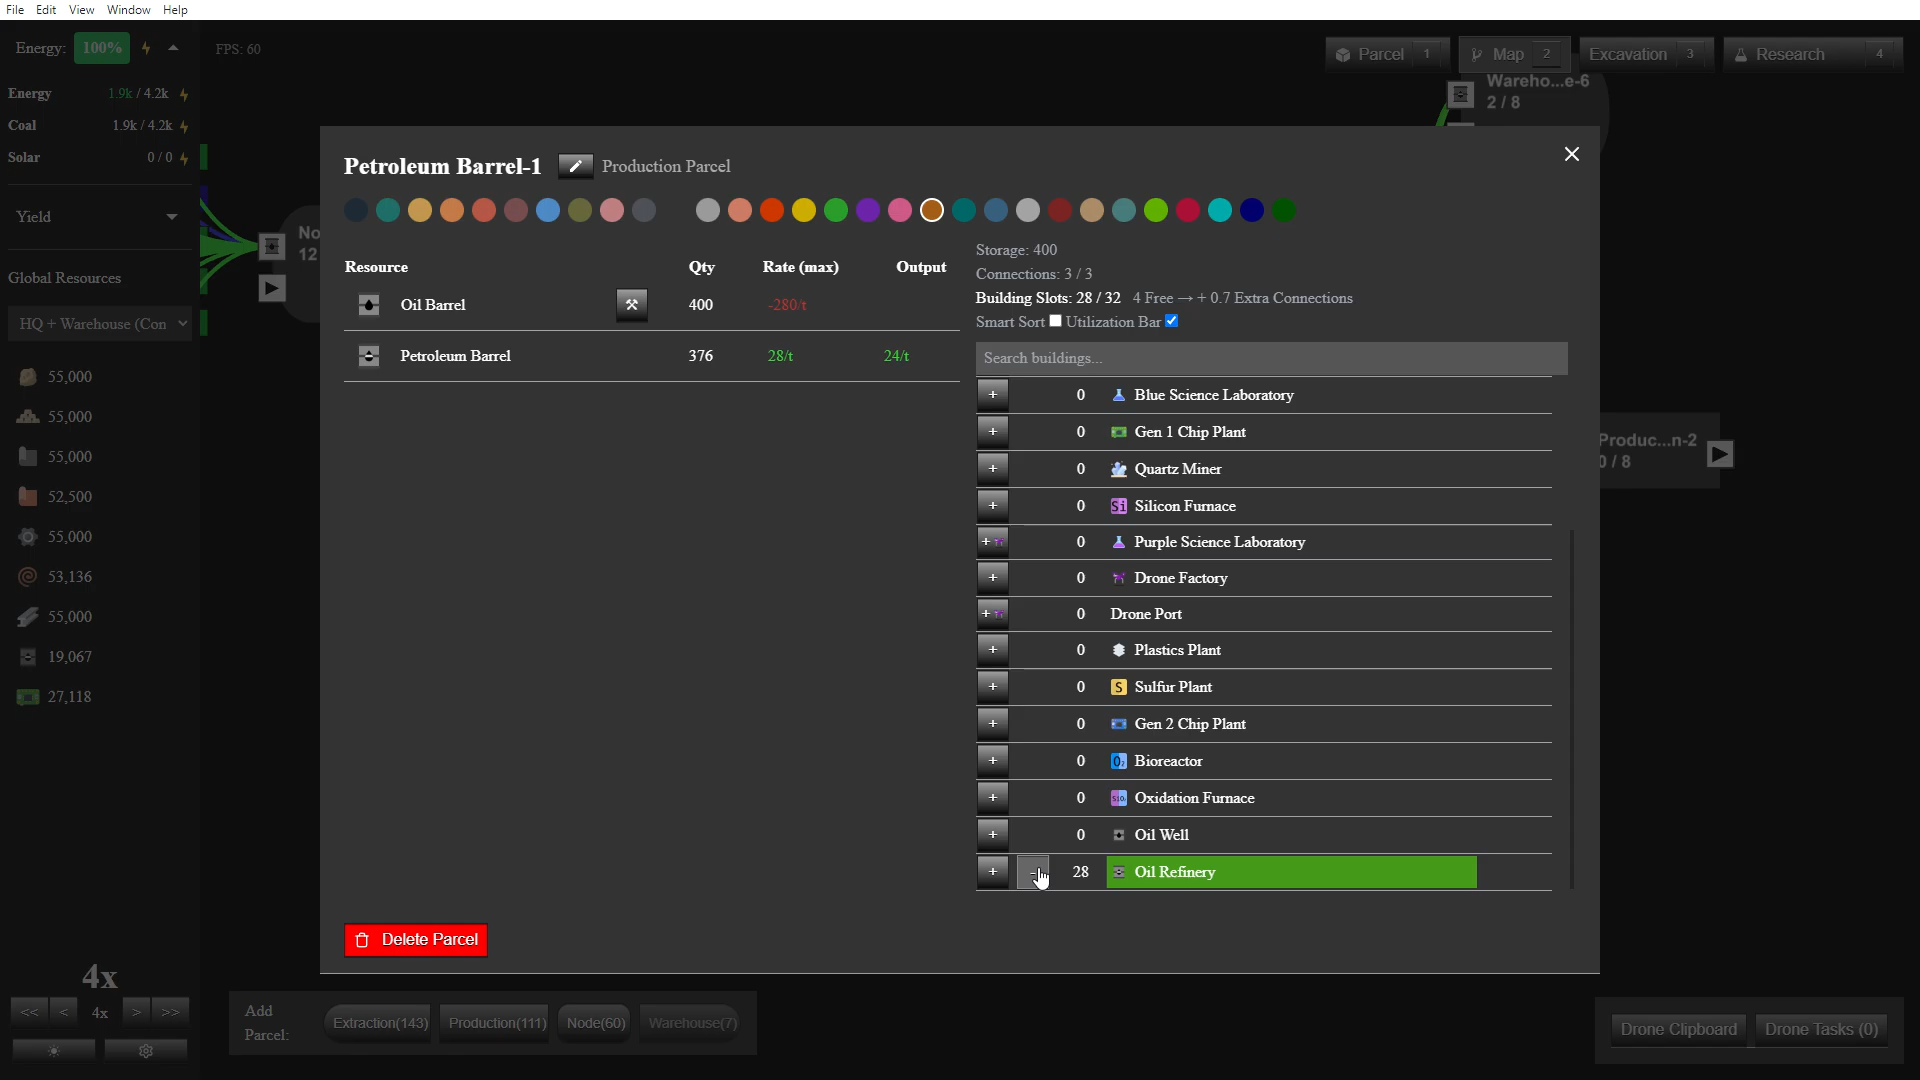 File Edit View Window Help
Energy: 100%
FPS: 60
Parcel 1
Map 2
Excavation 3
Research 4
Energy 1.9k / 4.2k
Coal 1.9k / 4.2k
Solar 0 / 0
Yield
Global Resources
HQ + Warehouse (Con
55,000
55,000
55,000
52,500
55,000
53,136
55,000
19,067
27,118
4x
<< < 4x > >>
No
12
Wareho...e-6
2 / 8
Produc...n-2
0 / 8
Petroleum Barrel-1 Production Parcel
Resource Qty Rate (max) Output
Oil Barrel 400 -280/t
Petroleum Barrel 376 28/t 24/t
Storage: 400
Connections: 3 / 3
Building Slots: 28 / 32 4 Free → + 0.7 Extra Connections
Smart Sort Utilization Bar
Search buildings...
+ 0 Blue Science Laboratory
+ 0 Gen 1 Chip Plant
+ 0 Quartz Miner
+ 0 Si Silicon Furnace
+ 0 Purple Science Laboratory
+ 0 Drone Factory
+ 0 Drone Port
+ 0 Plastics Plant
+ 0 S Sulfur Plant
+ 0 Gen 2 Chip Plant
+ 0 O₂ Bioreactor
+ 0 Oxidation Furnace
+ 0 Oil Well
+ - 28 Oil Refinery
Delete Parcel
Add
Parcel:
Extraction(143) Production(111) Node(60) Warehouse(7)
Drone Clipboard Drone Tasks (0)